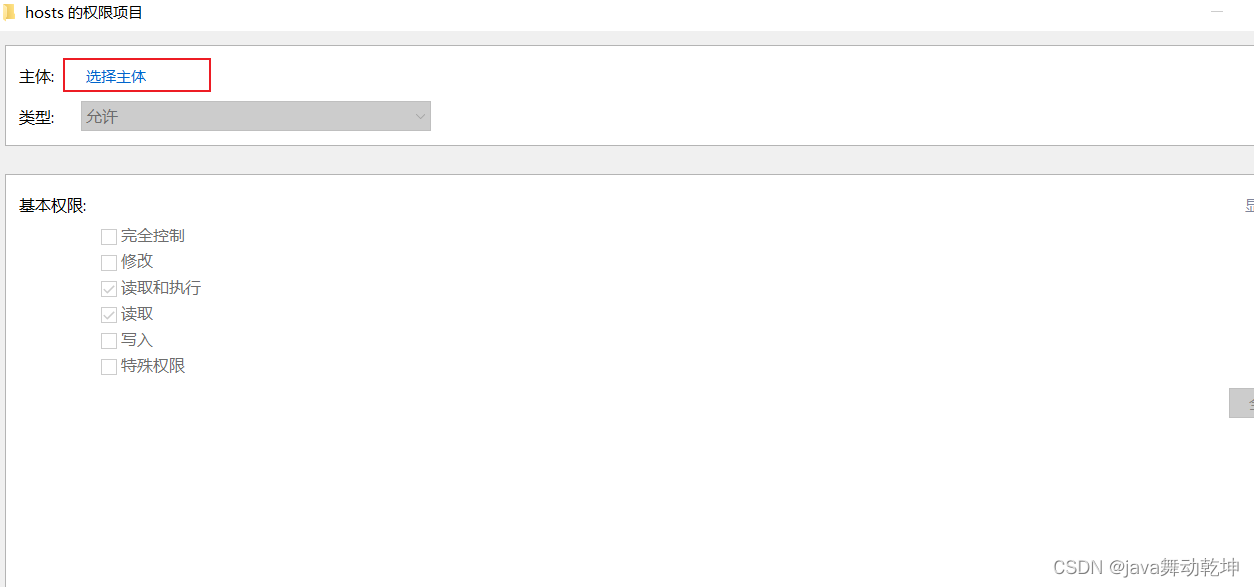 hosts 的权限项目
主体: 选择主体
类型: 允许
基本权限:
完全控制
修改
读取和执行
读取
写入
特殊权限
CSDN @java舞动乾坤